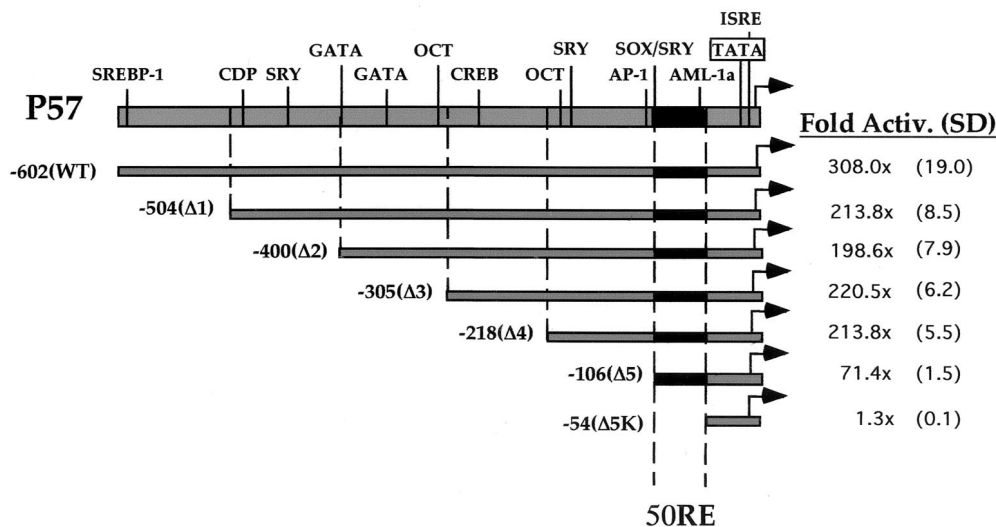 ISRE
GATA OCT SRY SOX/SRY TATA
SREBP-1 CDP SRY GATA CREB OCT AP-1 AML-1a
P57
Fold Activ. (SD)
-602(WT) 308.0x (19.0)
-504(Δ1) 213.8x (8.5)
-400(Δ2) 198.6x (7.9)
-305(Δ3) 220.5x (6.2)
-218(Δ4) 213.8x (5.5)
-106(Δ5) 71.4x (1.5)
-54(Δ5K) 1.3x (0.1)
50RE